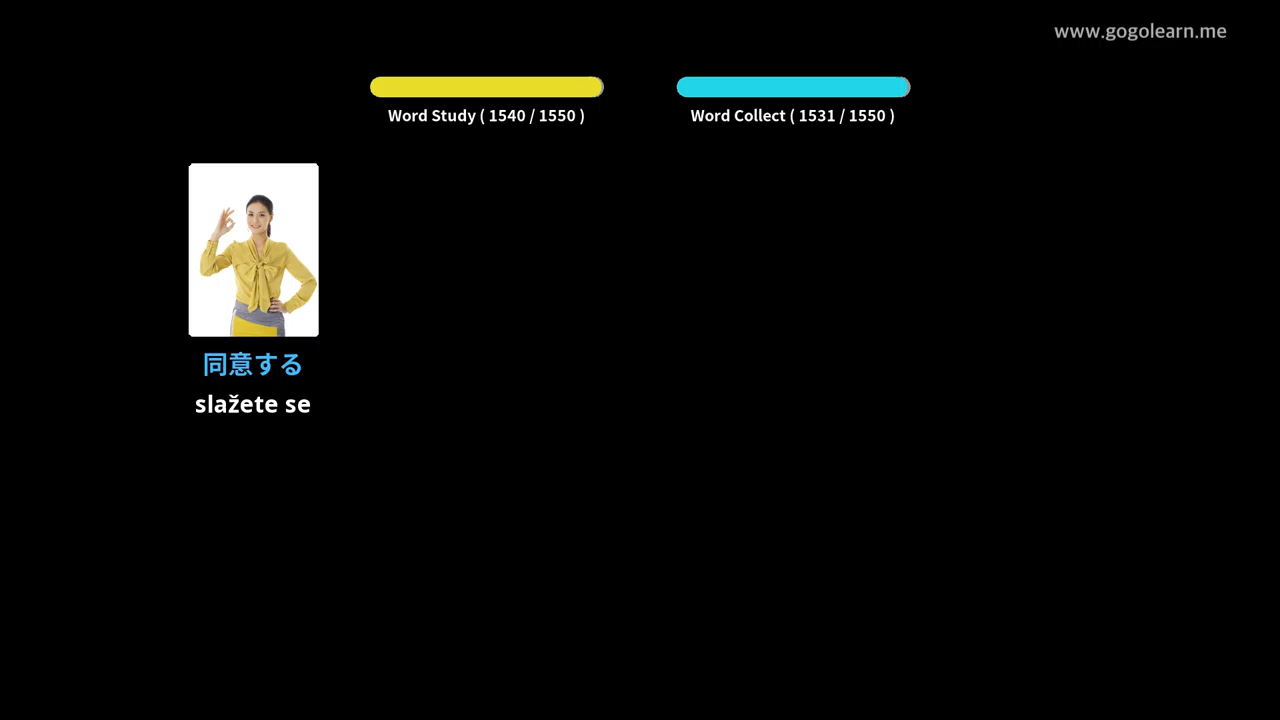 www.gogolearn.me
Word Study ( 1540 / 1550 )
Word Collect ( 1531 / 1550 )
同意する
slažete se